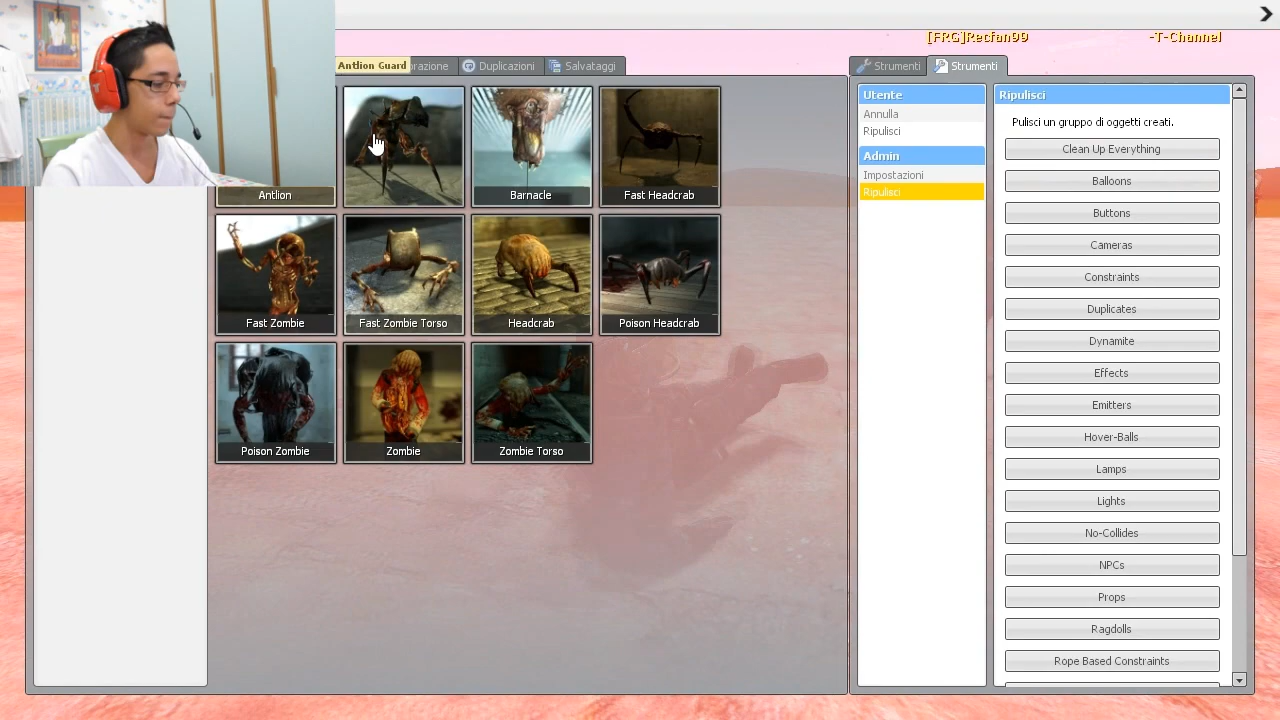 [FRG]Recfan99
-T-Channel
Antlion Guard
orazione
Duplicazioni
Salvataggi
Strumenti
Strumenti
Antlion
Barnacle
Fast Headcrab
Fast Zombie
Fast Zombie Torso
Headcrab
Poison Headcrab
Poison Zombie
Zombie
Zombie Torso
Utente
Annulla
Ripulisci
Admin
Impostazioni
Ripulisci
Ripulisci
Pulisci un gruppo di oggetti creati.
Clean Up Everything
Balloons
Buttons
Cameras
Constraints
Duplicates
Dynamite
Effects
Emitters
Hover-Balls
Lamps
Lights
No-Collides
NPCs
Props
Ragdolls
Rope Based Constraints